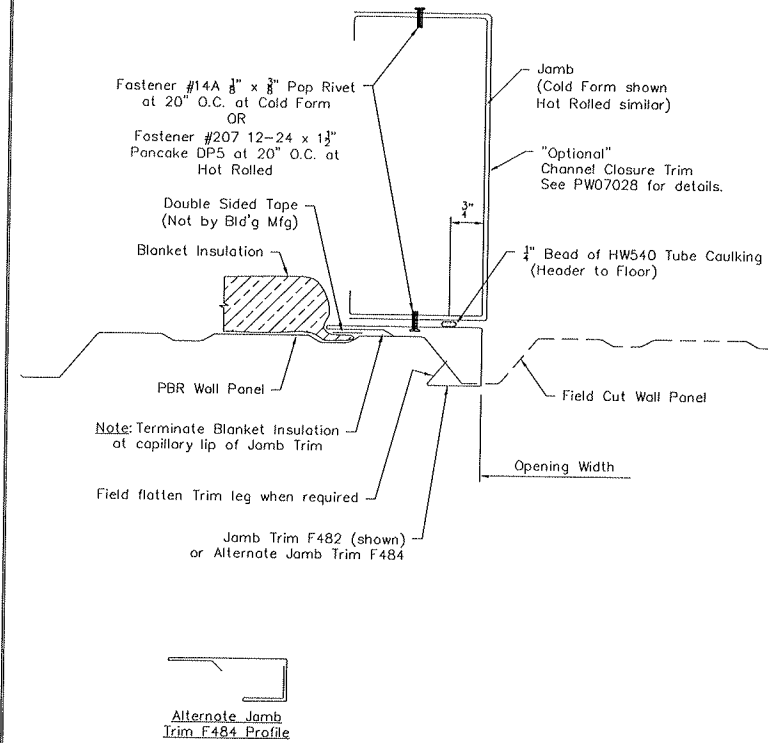 Fastener #14A 1/8" x 3/8" Pop Rivet
at 20" O.C. at Cold Form
OR
Fastener #207 12-24 x 1 1/2"
Pancake DP5 at 20" O.C. at
Hot Rolled
Jamb
(Cold Form shown
Hot Rolled similar)
"Optional"
Channel Closure Trim
See PW07028 for details.
3/4"
Double Sided Tape
(Not by Bld'g Mfg)
1/4" Bead of HW540 Tube Caulking
(Header to Floor)
Blanket Insulation
PBR Wall Panel
Field Cut Wall Panel
Note: Terminate Blanket Insulation
at capillary lip of Jamb Trim
Opening Width
Field flatten Trim leg when required
Jamb Trim F482 (shown)
or Alternate Jamb Trim F484
Alternate Jamb
Trim F484 Profile